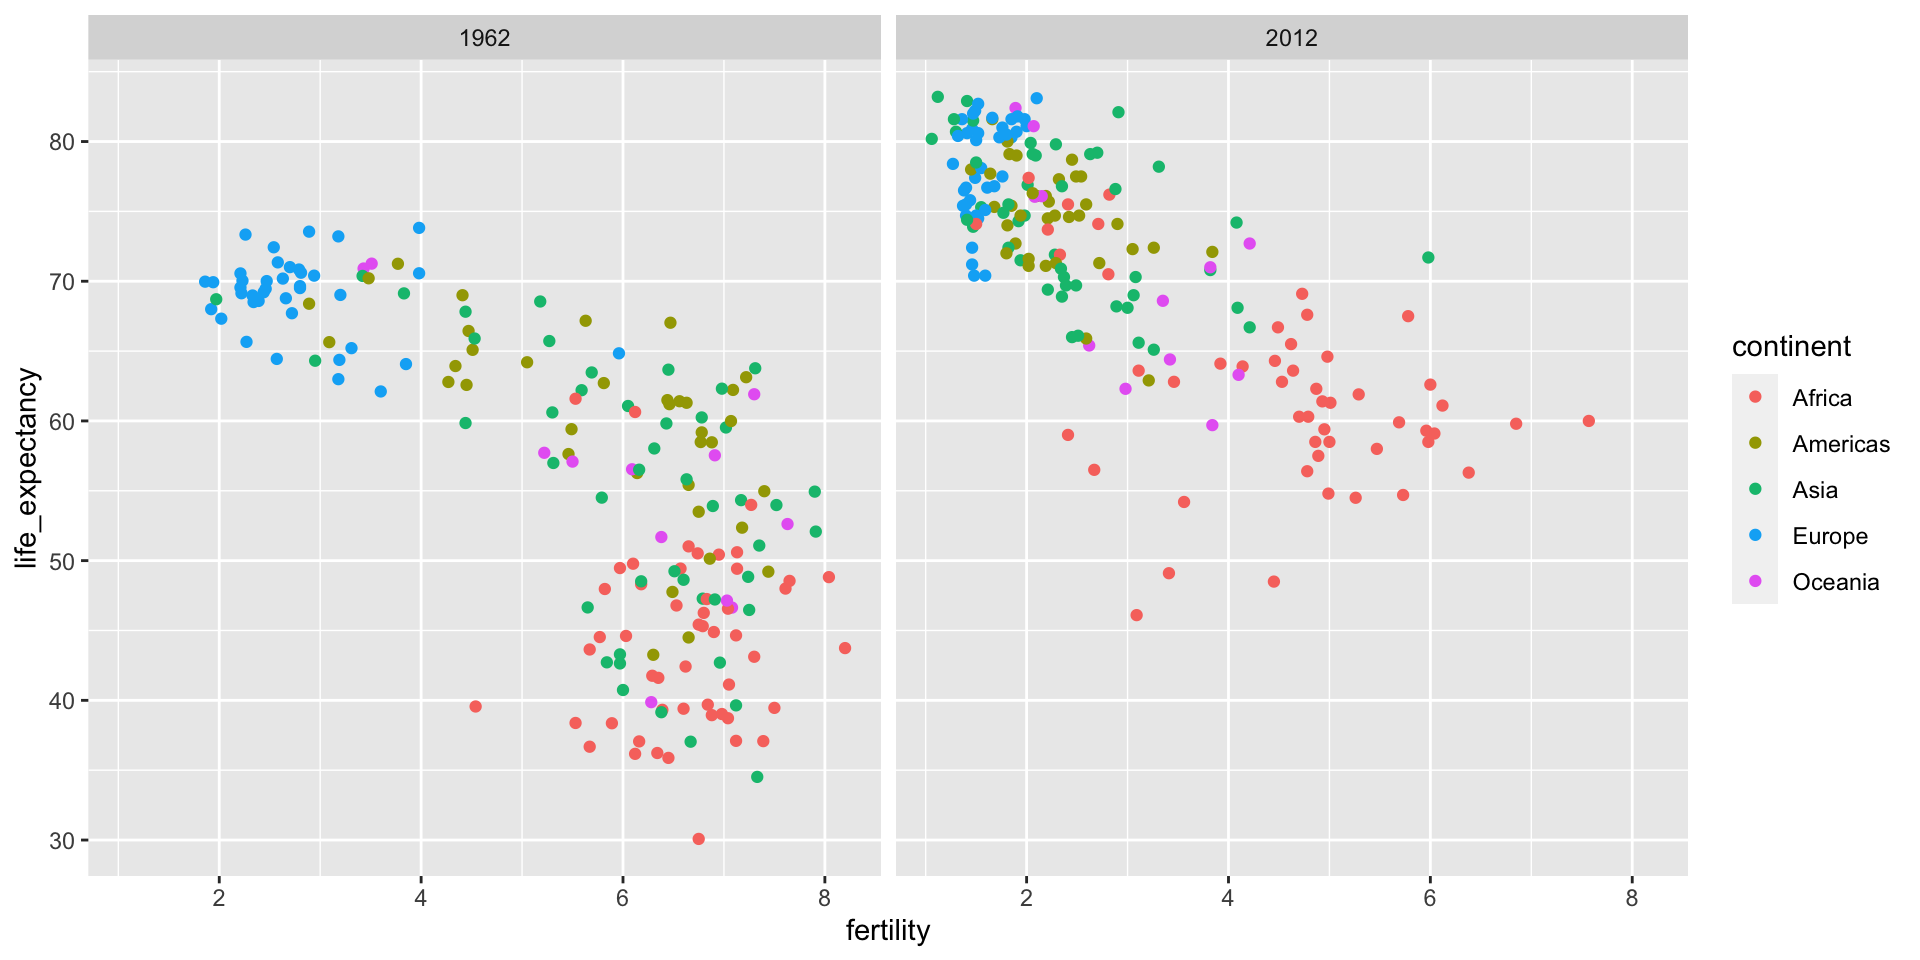 1962 2012
80
70
60
50
40
30
life_expectancy
2 4 6 8 2 4 6 8
fertility
continent
Africa
Americas
Asia
Europe
Oceania